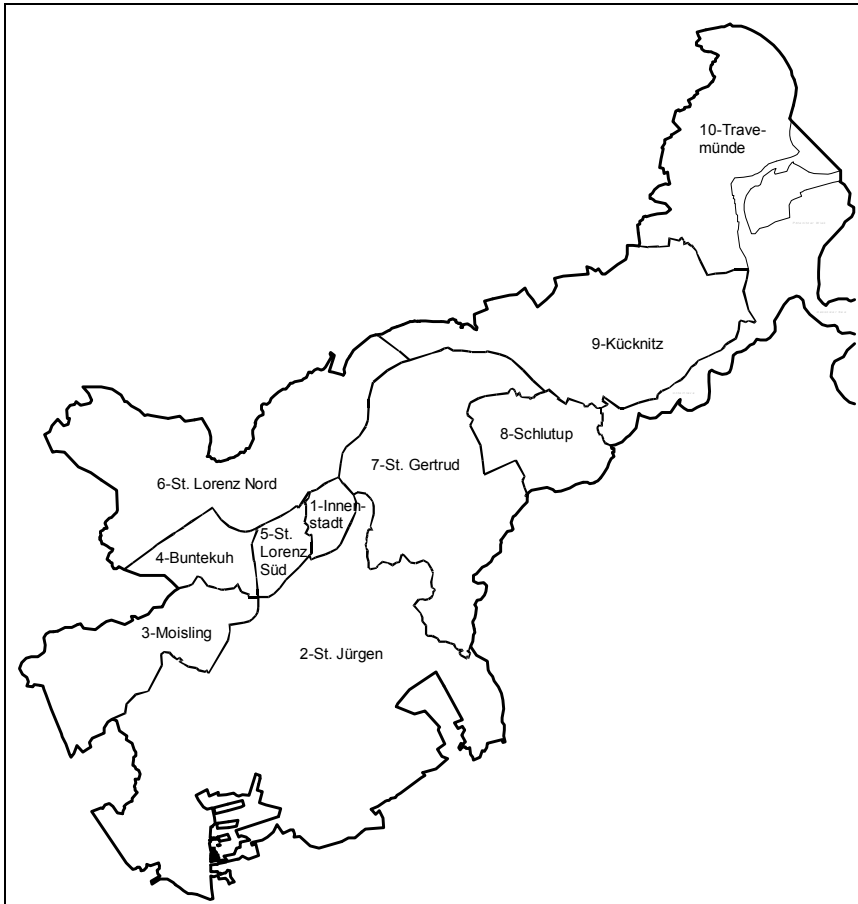 10-Trave-
münde
9-Kücknitz
8-Schlutup
7-St. Gertrud
6-St. Lorenz Nord
1-Innen-
stadt
5-St.
Lorenz
Süd
4-Buntekuh
3-Moisling
2-St. Jürgen